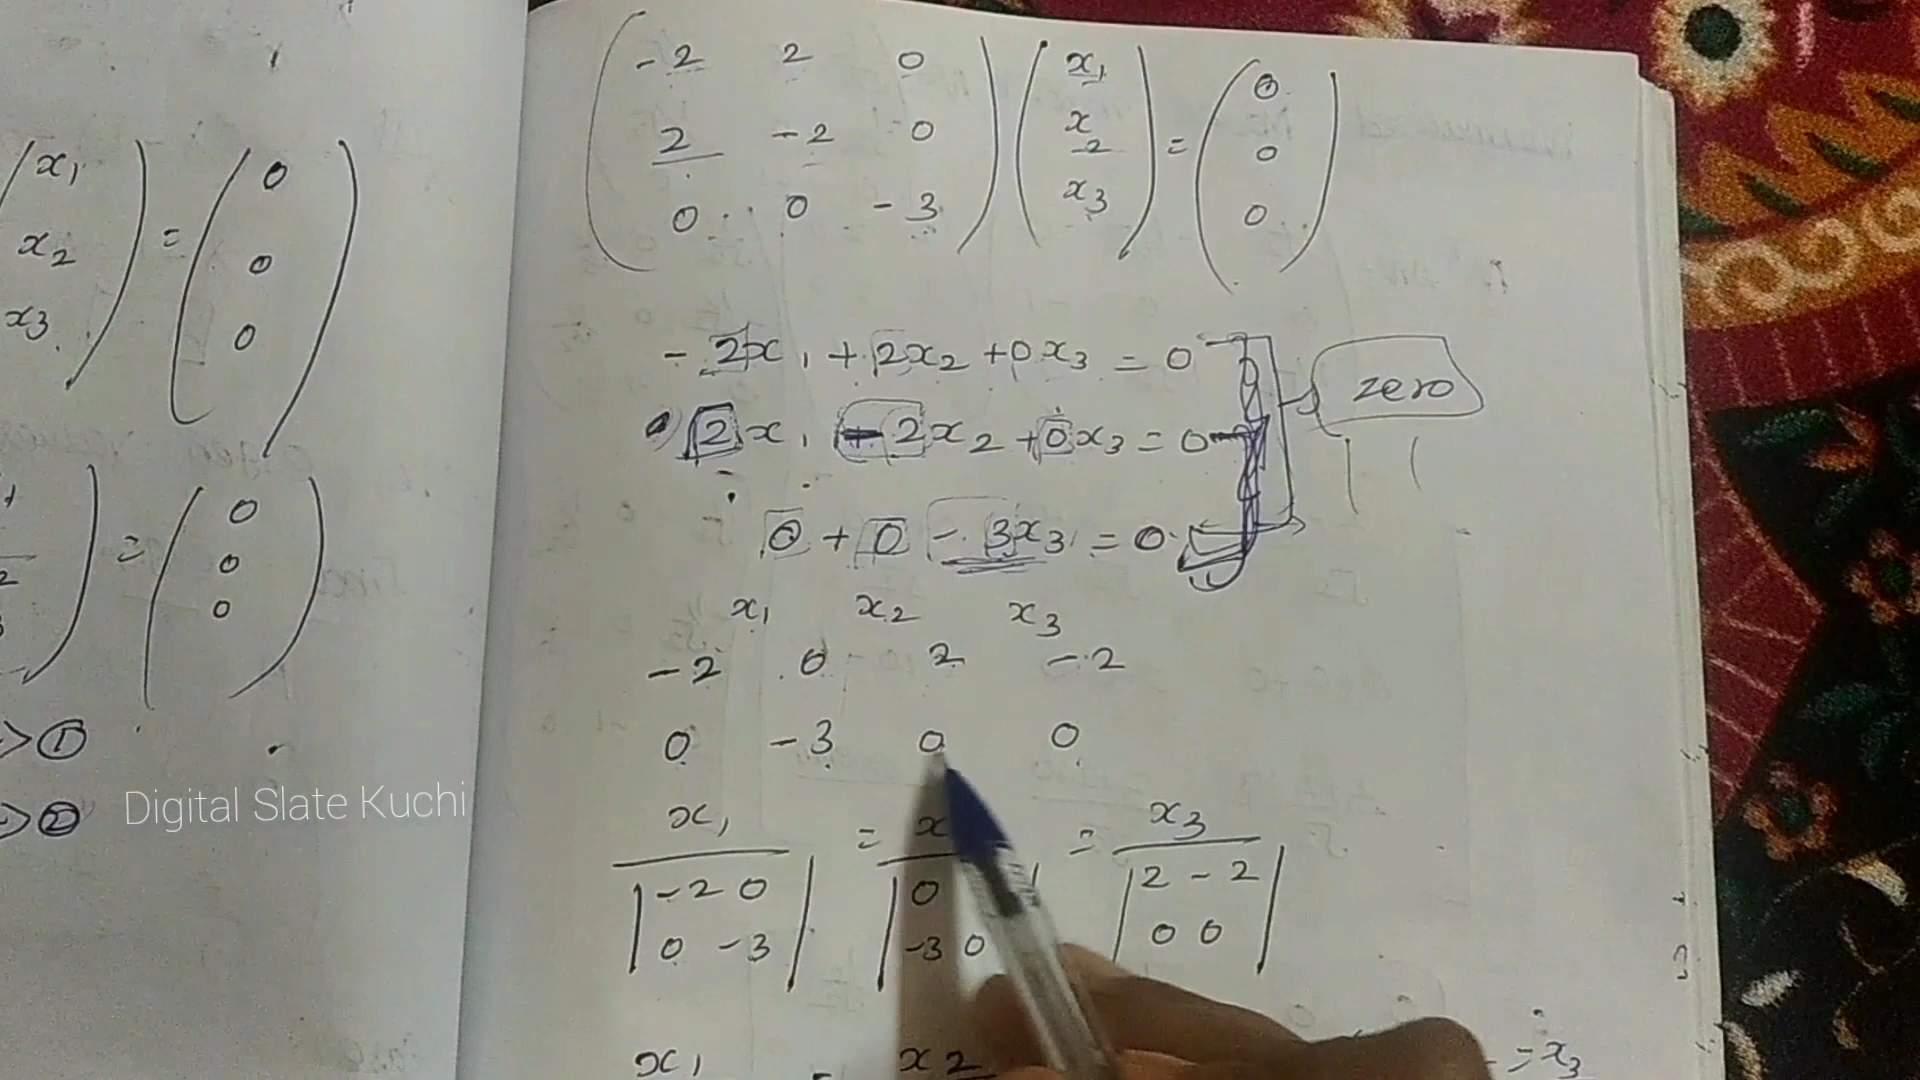 x1
x2
x3
=
0
0
0
=
0
0
0
①
②
-2 2 0
2 -2 0
0 0 -3
x1
x2
x3
=
0
0
0
-2x1 + 2x2 + 0x3 = 0
2x1 - 2x2 + 0x3 = 0
zero
0 + 0 - 3x3 = 0
x1 x2 x3
-2 0 2 -2
0 -3 0 0
x1 = x = x3
-2 0
0 -3
0
-3 0
2 -2
0 0
x1 = x2
= x3
Digital Slate Kuchi